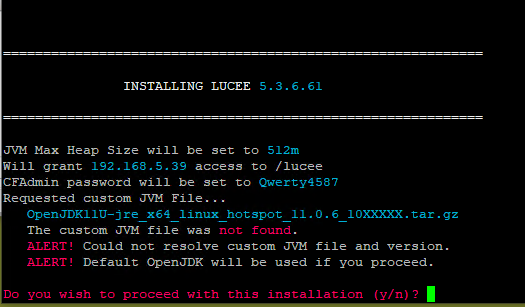 ============================================================
INSTALLING LUCEE 5.3.6.61
============================================================
JVM Max Heap Size will be set to 512m
Will grant 192.168.5.39 access to /lucee
CFAdmin password will be set to Qwerty4587
Requested custom JVM File...
OpenJDK11U-jre_x64_linux_hotspot_11.0.6_10XXXXX.tar.gz
The custom JVM file was not found.
ALERT! Could not resolve custom JVM file and version.
ALERT! Default OpenJDK will be used if you proceed.
Do you wish to proceed with this installation (y/n)?